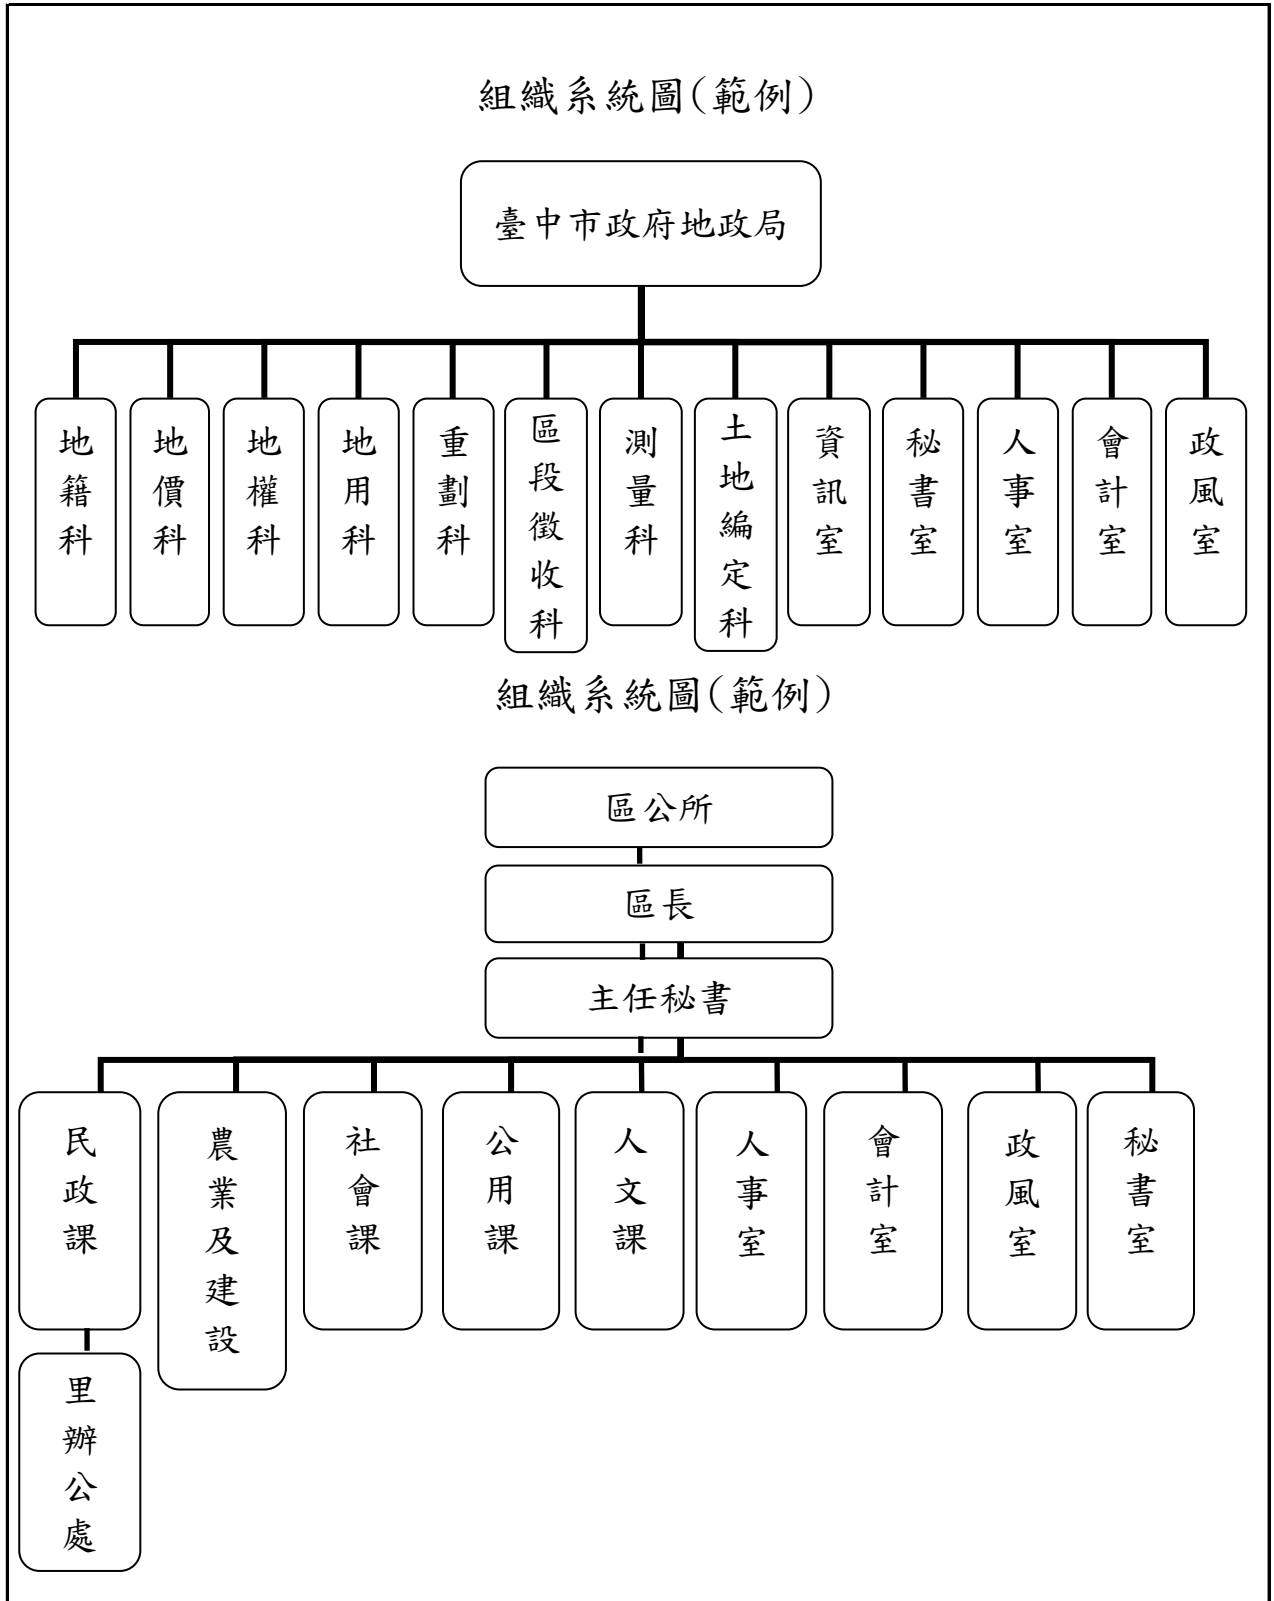 組織系統圖(範例)
臺中市政府地政局
地籍科
地價科
地權科
地用科
重劃科
區段徵收科
測量科
土地編定科
資訊室
秘書室
人事室
會計室
政風室
組織系統圖(範例)
區公所
區長
主任秘書
民政課
農業及建設
社會課
公用課
人文課
人事室
會計室
政風室
秘書室
里辦公處